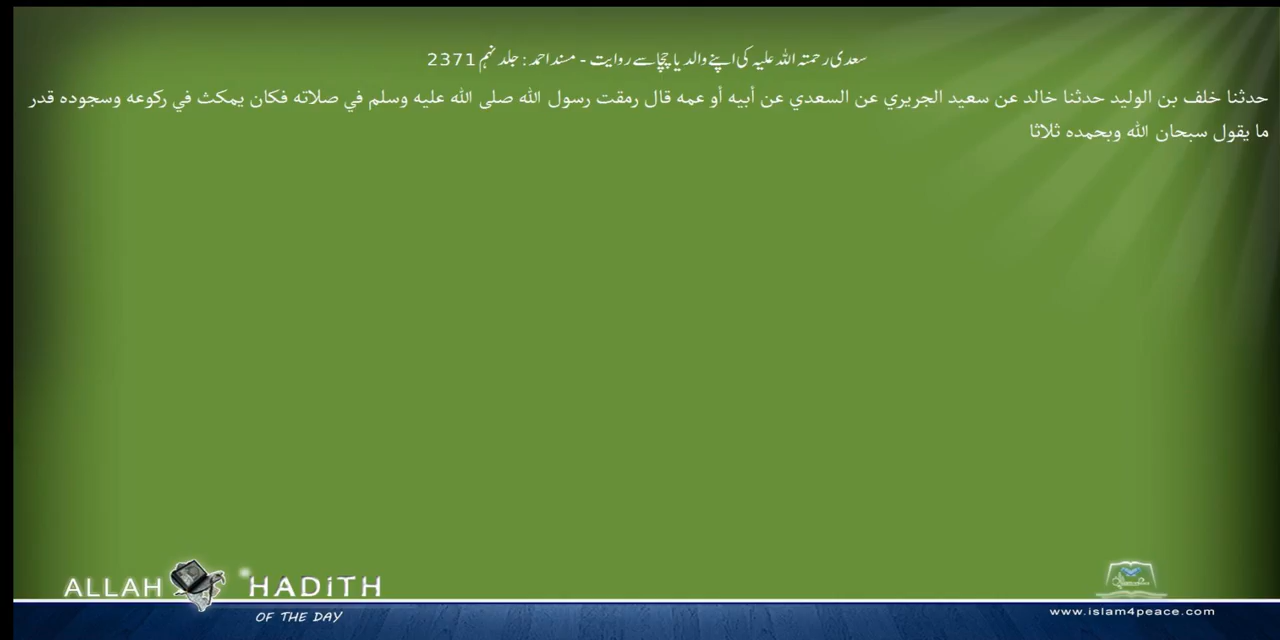 سعدی رحمتہ اللہ علیہ کی اپنے والد یا چچا سے روایت - مسند احمد : جلد نہم 2371
حدثنا خلف بن الوليد حدثنا خالد عن سعيد الجريري عن السعدي عن أبيه أو عمه قال رمقت رسول الله صلى الله عليه وسلم في صلاته فكان يمكث في ركوعه وسجوده قدر
ما يقول سبحان الله وبحمده ثلاثا
ALLAH HADITH
OF THE DAY
www.islam4peace.com